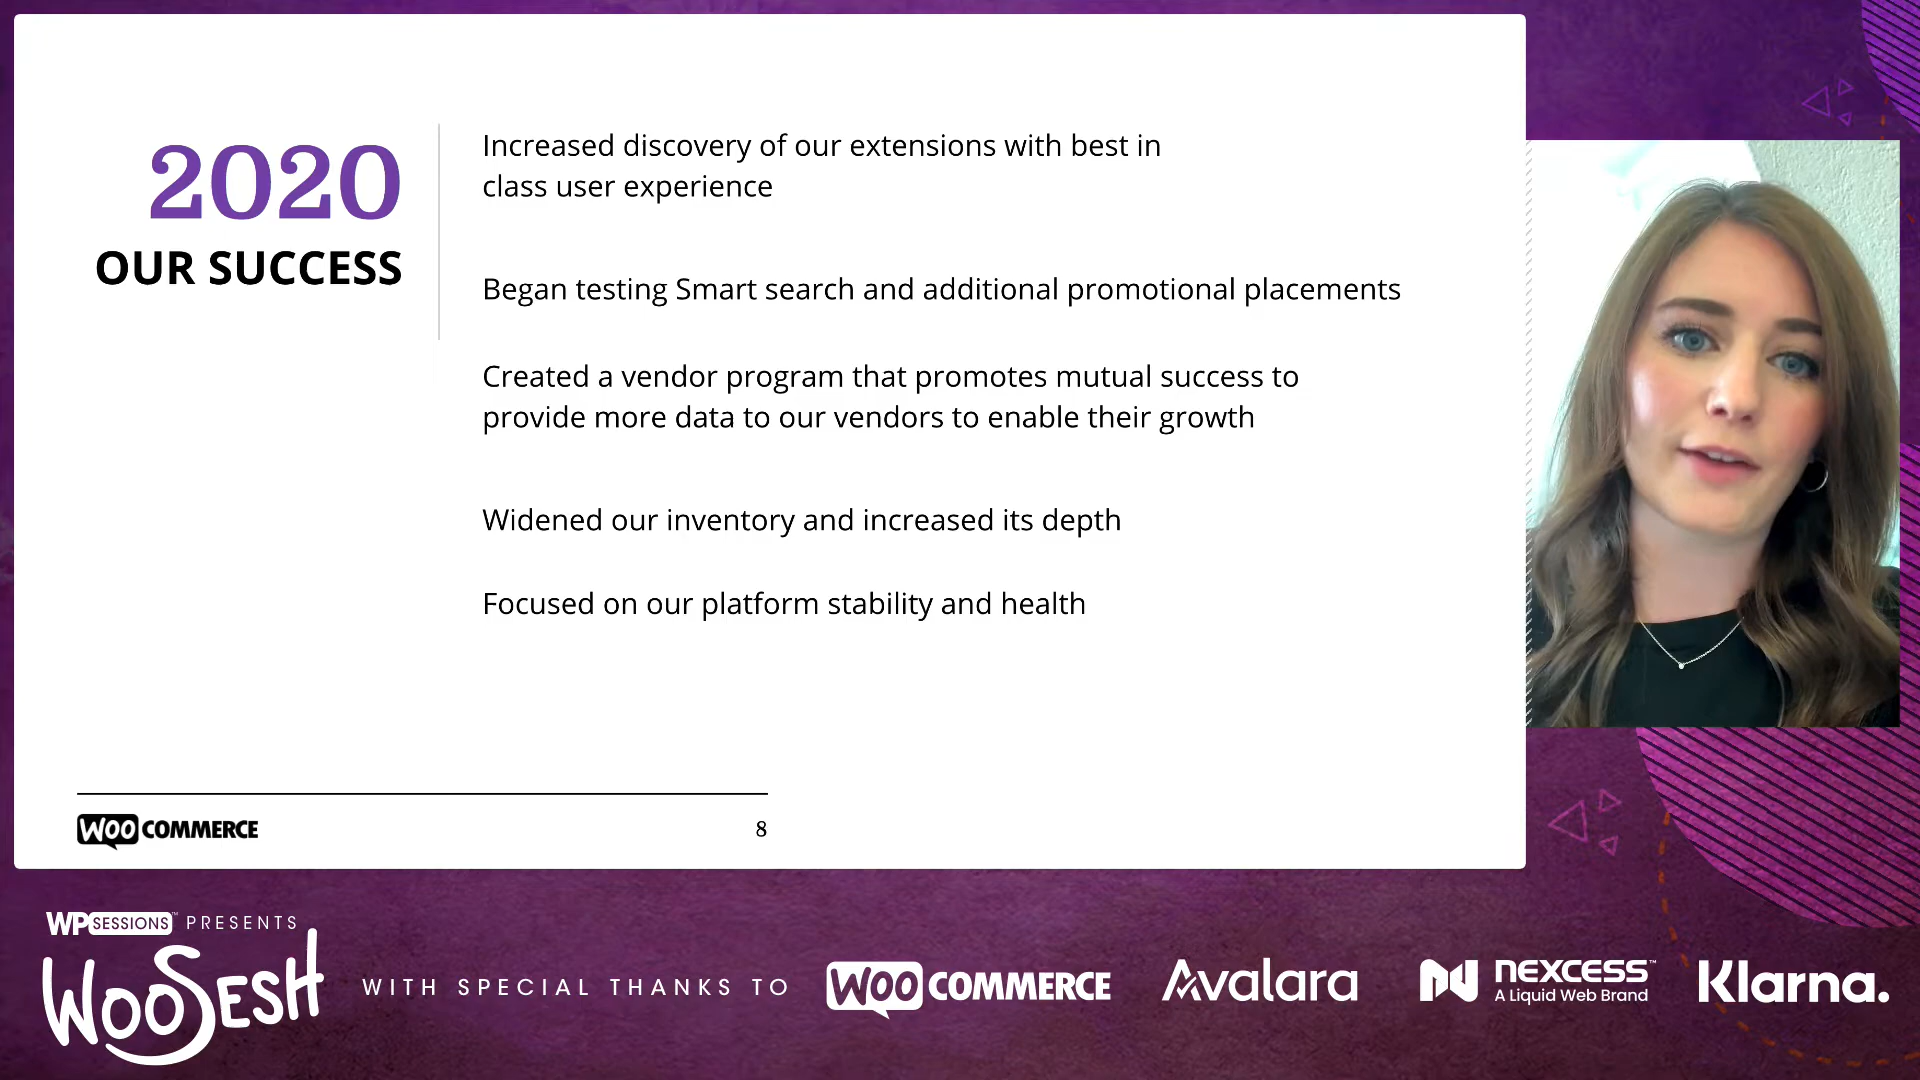 2020
OUR SUCCESS
Increased discovery of our extensions with best in
class user experience
Began testing Smart search and additional promotional placements
Created a vendor program that promotes mutual success to
provide more data to our vendors to enable their growth
Widened our inventory and increased its depth
Focused on our platform stability and health
WOO COMMERCE
8
WP SESSIONS™ PRESENTS
WOOSESH
WITH SPECIAL THANKS TO
WOO COMMERCE
Avalara
NEXCESS™
A Liquid Web Brand
Klarna.